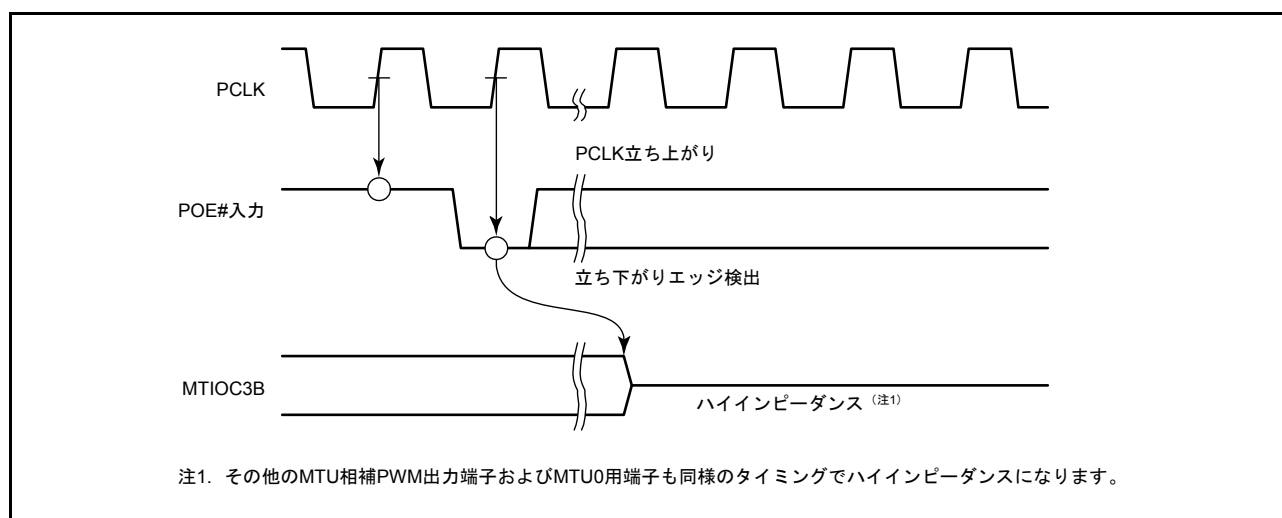 PCLK
PCLK立ち上がり
POE#入力
立ち下がりエッジ検出
MTIOC3B
ハイインピーダンス（注1）
注1. その他のMTU相補PWM出力端子およびMTU0用端子も同様のタイミングでハイインピーダンスになります。